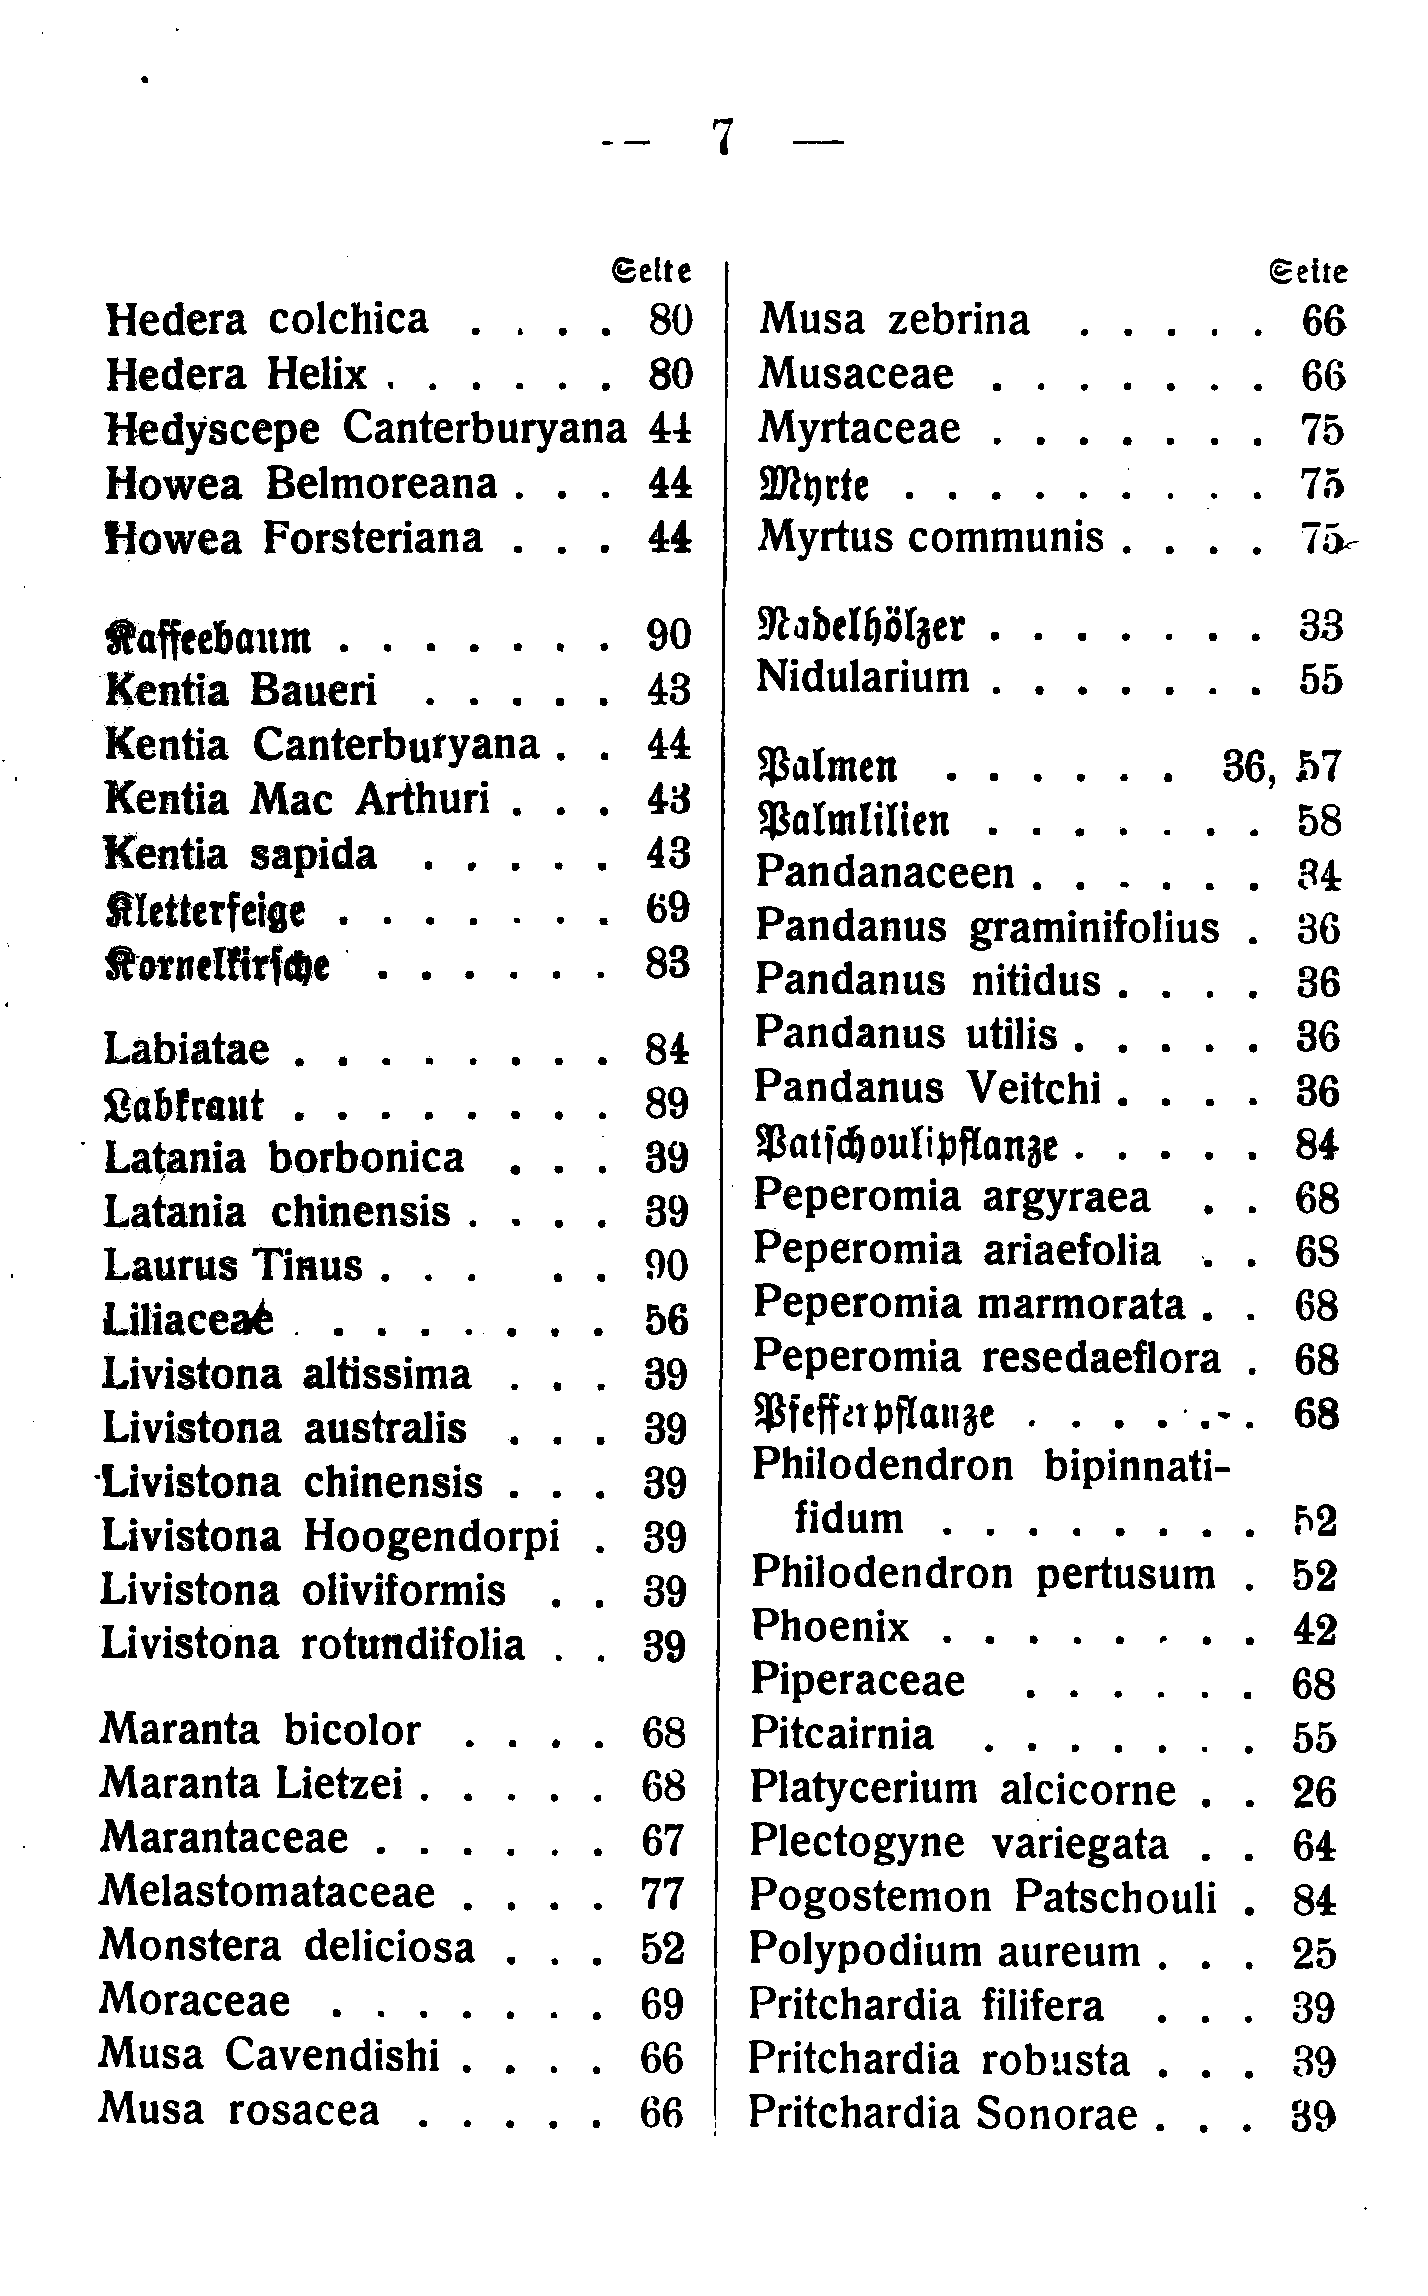 — 7 —
Seite
Hedera colchica . . . . 80
Hedera Helix . . . . . . 80
Hedyscepe Canterburyana 44
Howea Belmoreana . . . 44
Howea Forsteriana . . . 44
Kaffeebaum . . . . . . . 90
Kentia Baueri . . . . . 43
Kentia Canterburyana . . 44
Kentia Mac Arthuri . . . 43
Kentia sapida . . . . . 43
Kletterfeige . . . . . . . 69
Kornelkirsche . . . . . . 83
Labiatae . . . . . . . . 84
Labkraut . . . . . . . . 89
Latania borbonica . . . 39
Latania chinensis . . . . 39
Laurus Tinus . . . . . 90
Liliaceae . . . . . . . . 56
Livistona altissima . . . 39
Livistona australis . . . 39
Livistona chinensis . . . 39
Livistona Hoogendorpi . 39
Livistona oliviformis . . 39
Livistona rotundifolia . . 39
Maranta bicolor . . . . 68
Maranta Lietzei . . . . . 68
Marantaceae . . . . . . 67
Melastomataceae . . . . 77
Monstera deliciosa . . . 52
Moraceae . . . . . . . 69
Musa Cavendishi . . . . 66
Musa rosacea . . . . . 66
Seite
Musa zebrina . . . . . 66
Musaceae . . . . . . . 66
Myrtaceae . . . . . . . 75
Myrte . . . . . . . . . 75
Myrtus communis . . . . 75
Nadelhölzer . . . . . . . 33
Nidularium . . . . . . . 55
Palmen . . . . . . 36, 57
Palmlilien . . . . . . . 58
Pandanaceen . . . . . . 34
Pandanus graminifolius . 36
Pandanus nitidus . . . . 36
Pandanus utilis . . . . . 36
Pandanus Veitchi . . . . 36
Patschoulipflanze . . . . . 84
Peperomia argyraea . . 68
Peperomia ariaefolia . . 68
Peperomia marmorata . . 68
Peperomia resedaeflora . 68
Pfefferpflanze . . . . . . 68
Philodendron bipinnati-
fidum . . . . . . . . 52
Philodendron pertusum . 52
Phoenix . . . . . . . . 42
Piperaceae . . . . . . 68
Pitcairnia . . . . . . . 55
Platycerium alcicorne . . 26
Plectogyne variegata . . 64
Pogostemon Patschouli . 84
Polypodium aureum . . . 25
Pritchardia filifera . . . 39
Pritchardia robusta . . . 39
Pritchardia Sonorae . . . 39